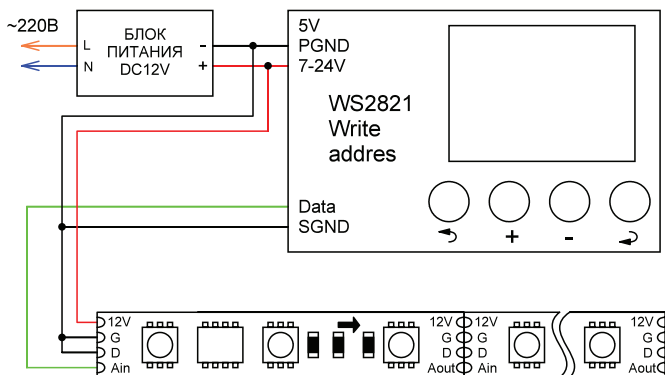 ~220В
L
N
БЛОК
ПИТАНИЯ
DC12V
-
+
5V
PGND
7-24V
WS2821
Write
addres
Data
SGND
+
-
12V
G
D
Ain
12V
G
D
Aout
12V
G
D
Ain
12V
G
D
Aout